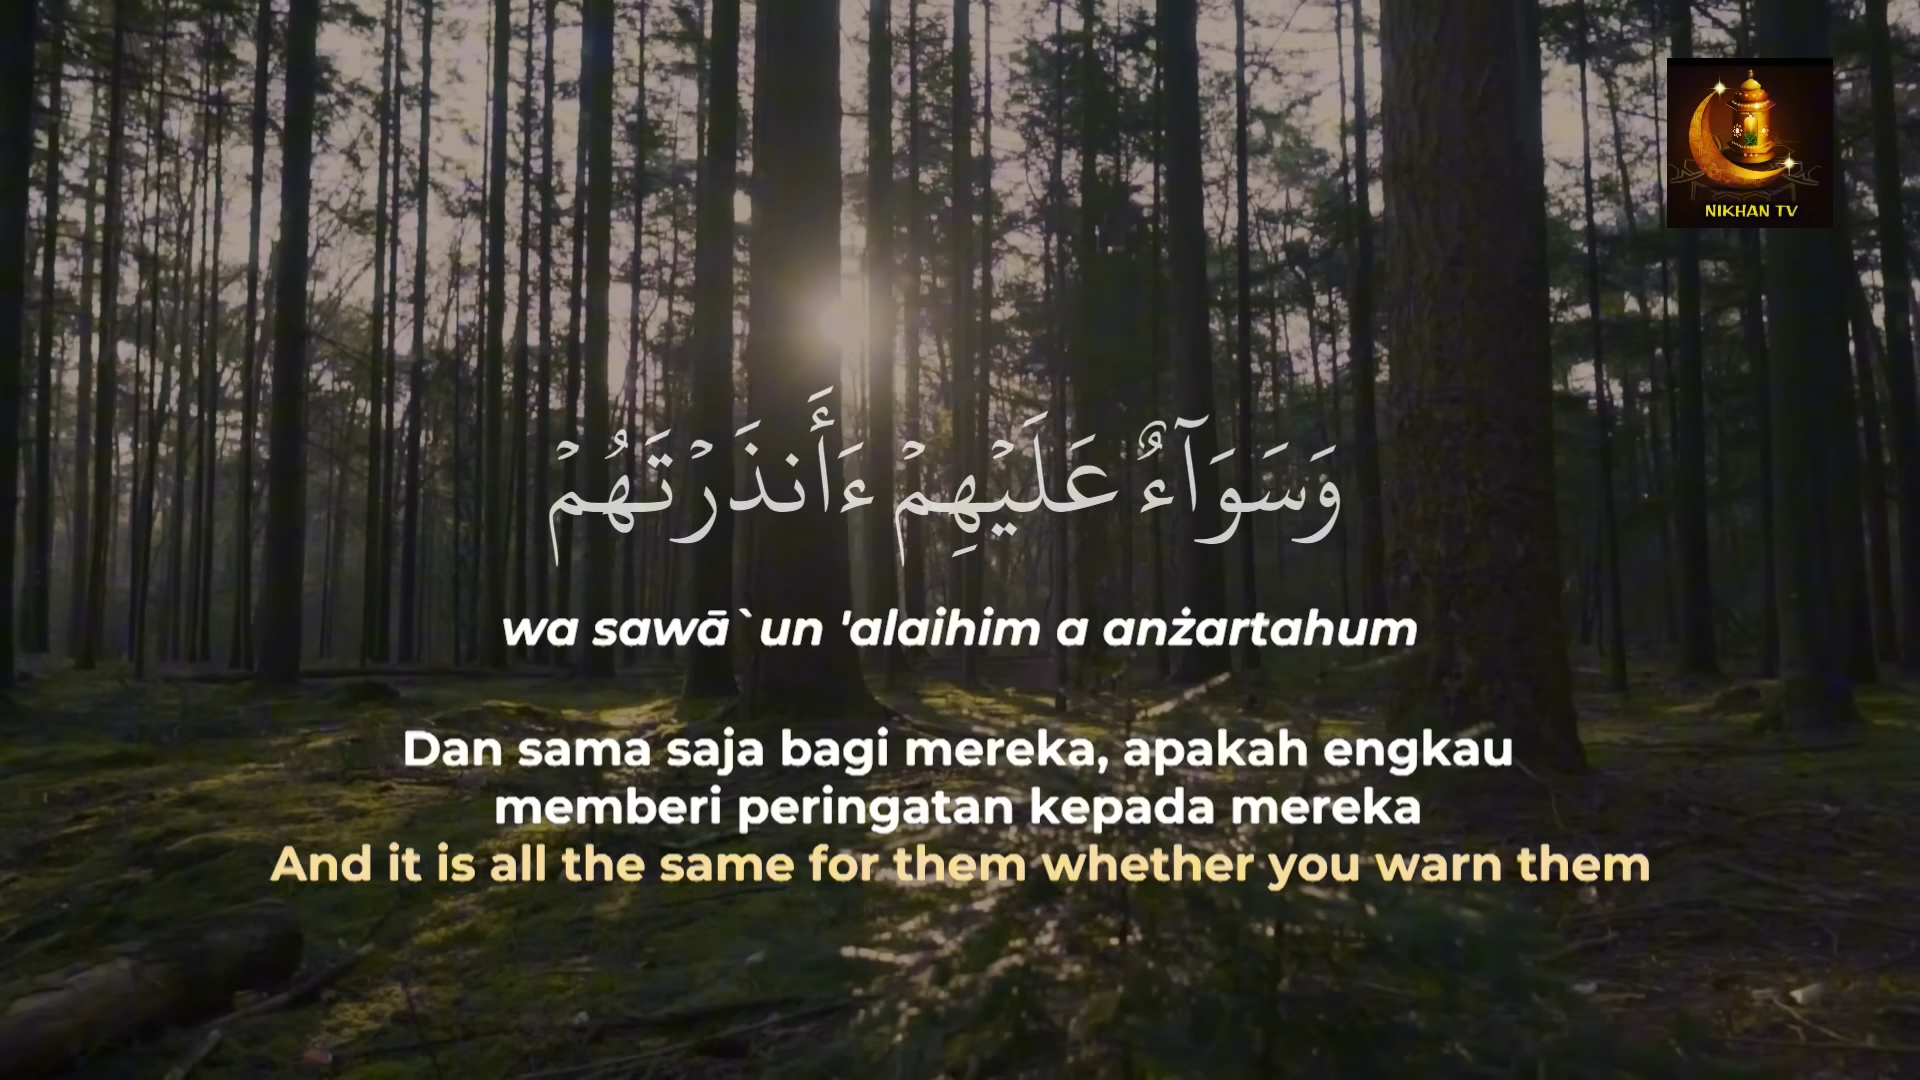 NIKHAN TV
وَسَوَآءٌ عَلَيْهِمْ ءَأَنذَرْتَهُمْ
wa sawā`un 'alaihim a anżartahum
Dan sama saja bagi mereka, apakah engkau
memberi peringatan kepada mereka
And it is all the same for them whether you warn them